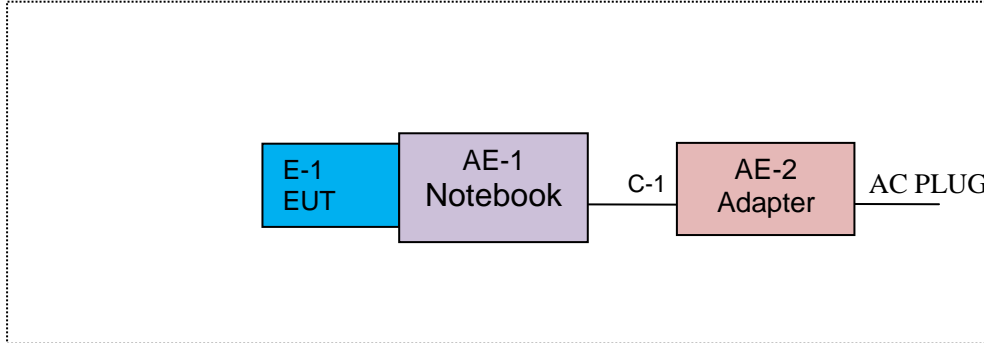 E-1
EUT
AE-1
Notebook
C-1
AE-2
Adapter
AC PLUG